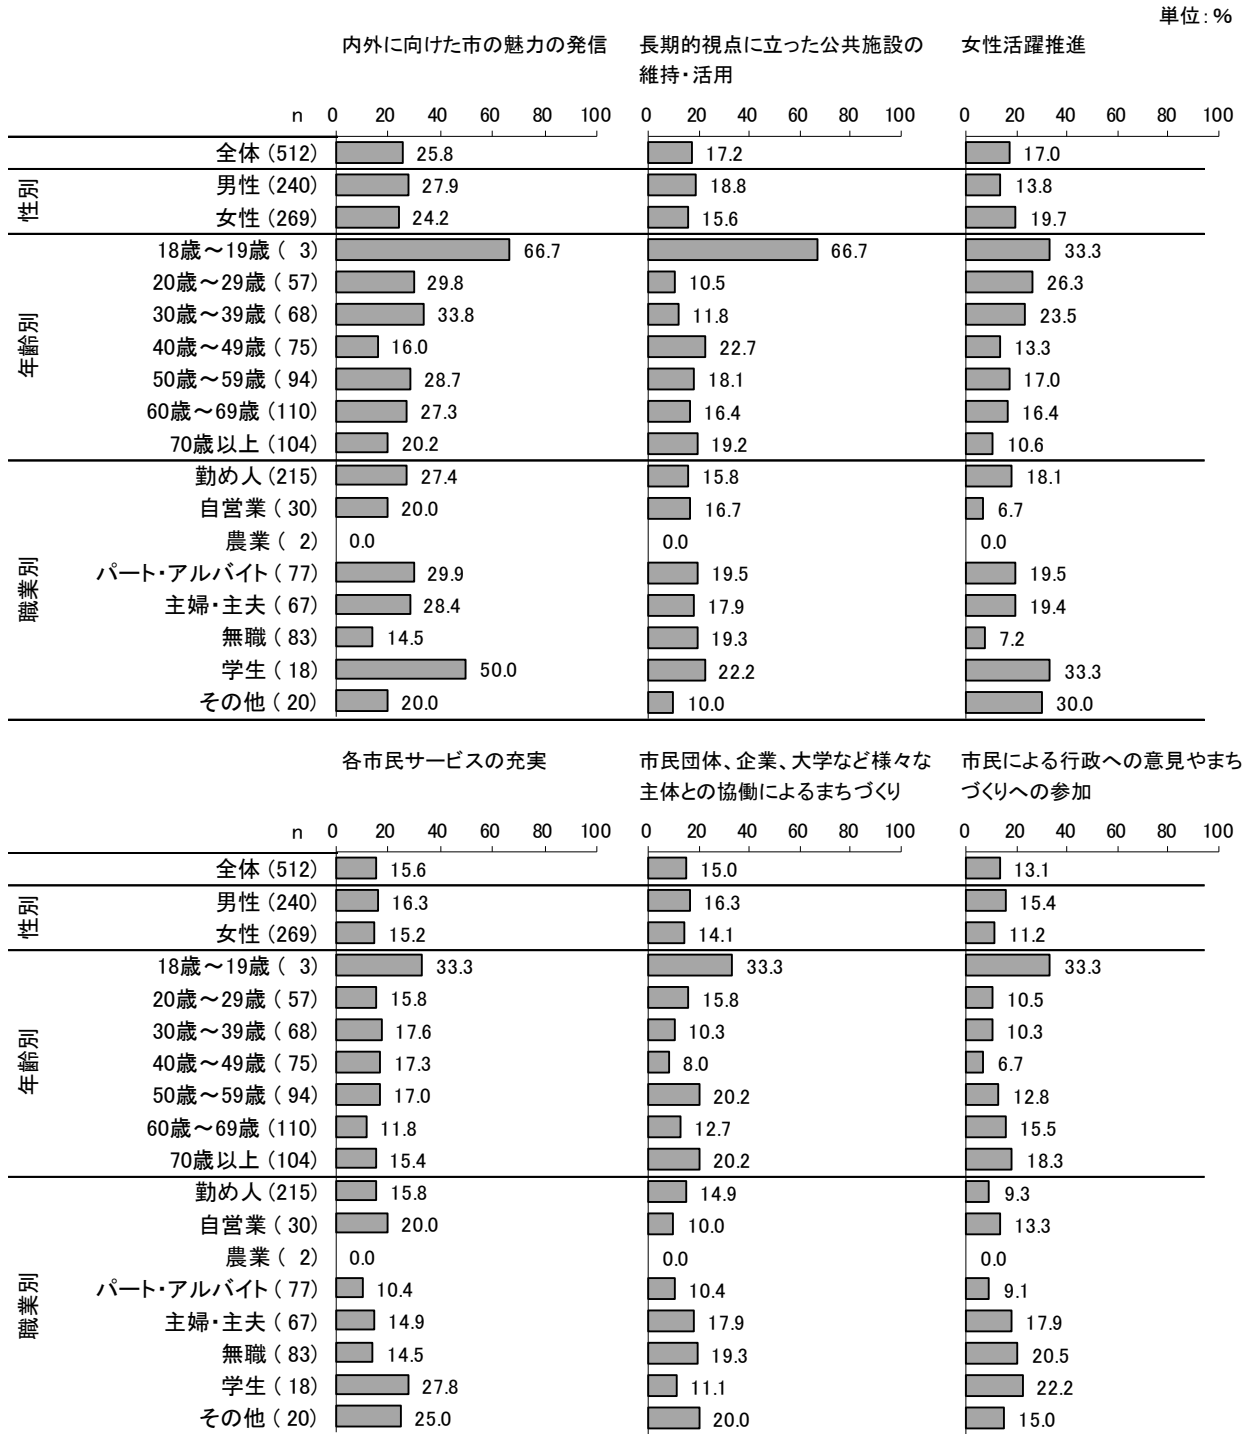 単位：％
内外に向けた市の魅力の発信 長期的視点に立った公共施設の 女性活躍推進
維持・活用
n 0 20 40 60 80 100 0 20 40 60 80 100 0 20 40 60 80 100
全体 (512) 25.8 17.2 17.0
性別
男性 (240) 27.9 18.8 13.8
女性 (269) 24.2 15.6 19.7
年齢別
18歳～19歳 ( 3) 66.7 66.7 33.3
20歳～29歳 ( 57) 29.8 10.5 26.3
30歳～39歳 ( 68) 33.8 11.8 23.5
40歳～49歳 ( 75) 16.0 22.7 13.3
50歳～59歳 ( 94) 28.7 18.1 17.0
60歳～69歳 (110) 27.3 16.4 16.4
70歳以上 (104) 20.2 19.2 10.6
職業別
勤め人 (215) 27.4 15.8 18.1
自営業 ( 30) 20.0 16.7 6.7
農業 ( 2) 0.0 0.0 0.0
パート・アルバイト ( 77) 29.9 19.5 19.5
主婦・主夫 ( 67) 28.4 17.9 19.4
無職 ( 83) 14.5 19.3 7.2
学生 ( 18) 50.0 22.2 33.3
その他 ( 20) 20.0 10.0 30.0
各市民サービスの充実 市民団体、企業、大学など様々な 市民による行政への意見やまち
主体との協働によるまちづくり づくりへの参加
n 0 20 40 60 80 100 0 20 40 60 80 100 0 20 40 60 80 100
全体 (512) 15.6 15.0 13.1
性別
男性 (240) 16.3 16.3 15.4
女性 (269) 15.2 14.1 11.2
年齢別
18歳～19歳 ( 3) 33.3 33.3 33.3
20歳～29歳 ( 57) 15.8 15.8 10.5
30歳～39歳 ( 68) 17.6 10.3 10.3
40歳～49歳 ( 75) 17.3 8.0 6.7
50歳～59歳 ( 94) 17.0 20.2 12.8
60歳～69歳 (110) 11.8 12.7 15.5
70歳以上 (104) 15.4 20.2 18.3
職業別
勤め人 (215) 15.8 14.9 9.3
自営業 ( 30) 20.0 10.0 13.3
農業 ( 2) 0.0 0.0 0.0
パート・アルバイト ( 77) 10.4 10.4 9.1
主婦・主夫 ( 67) 14.9 17.9 17.9
無職 ( 83) 14.5 19.3 20.5
学生 ( 18) 27.8 11.1 22.2
その他 ( 20) 25.0 20.0 15.0